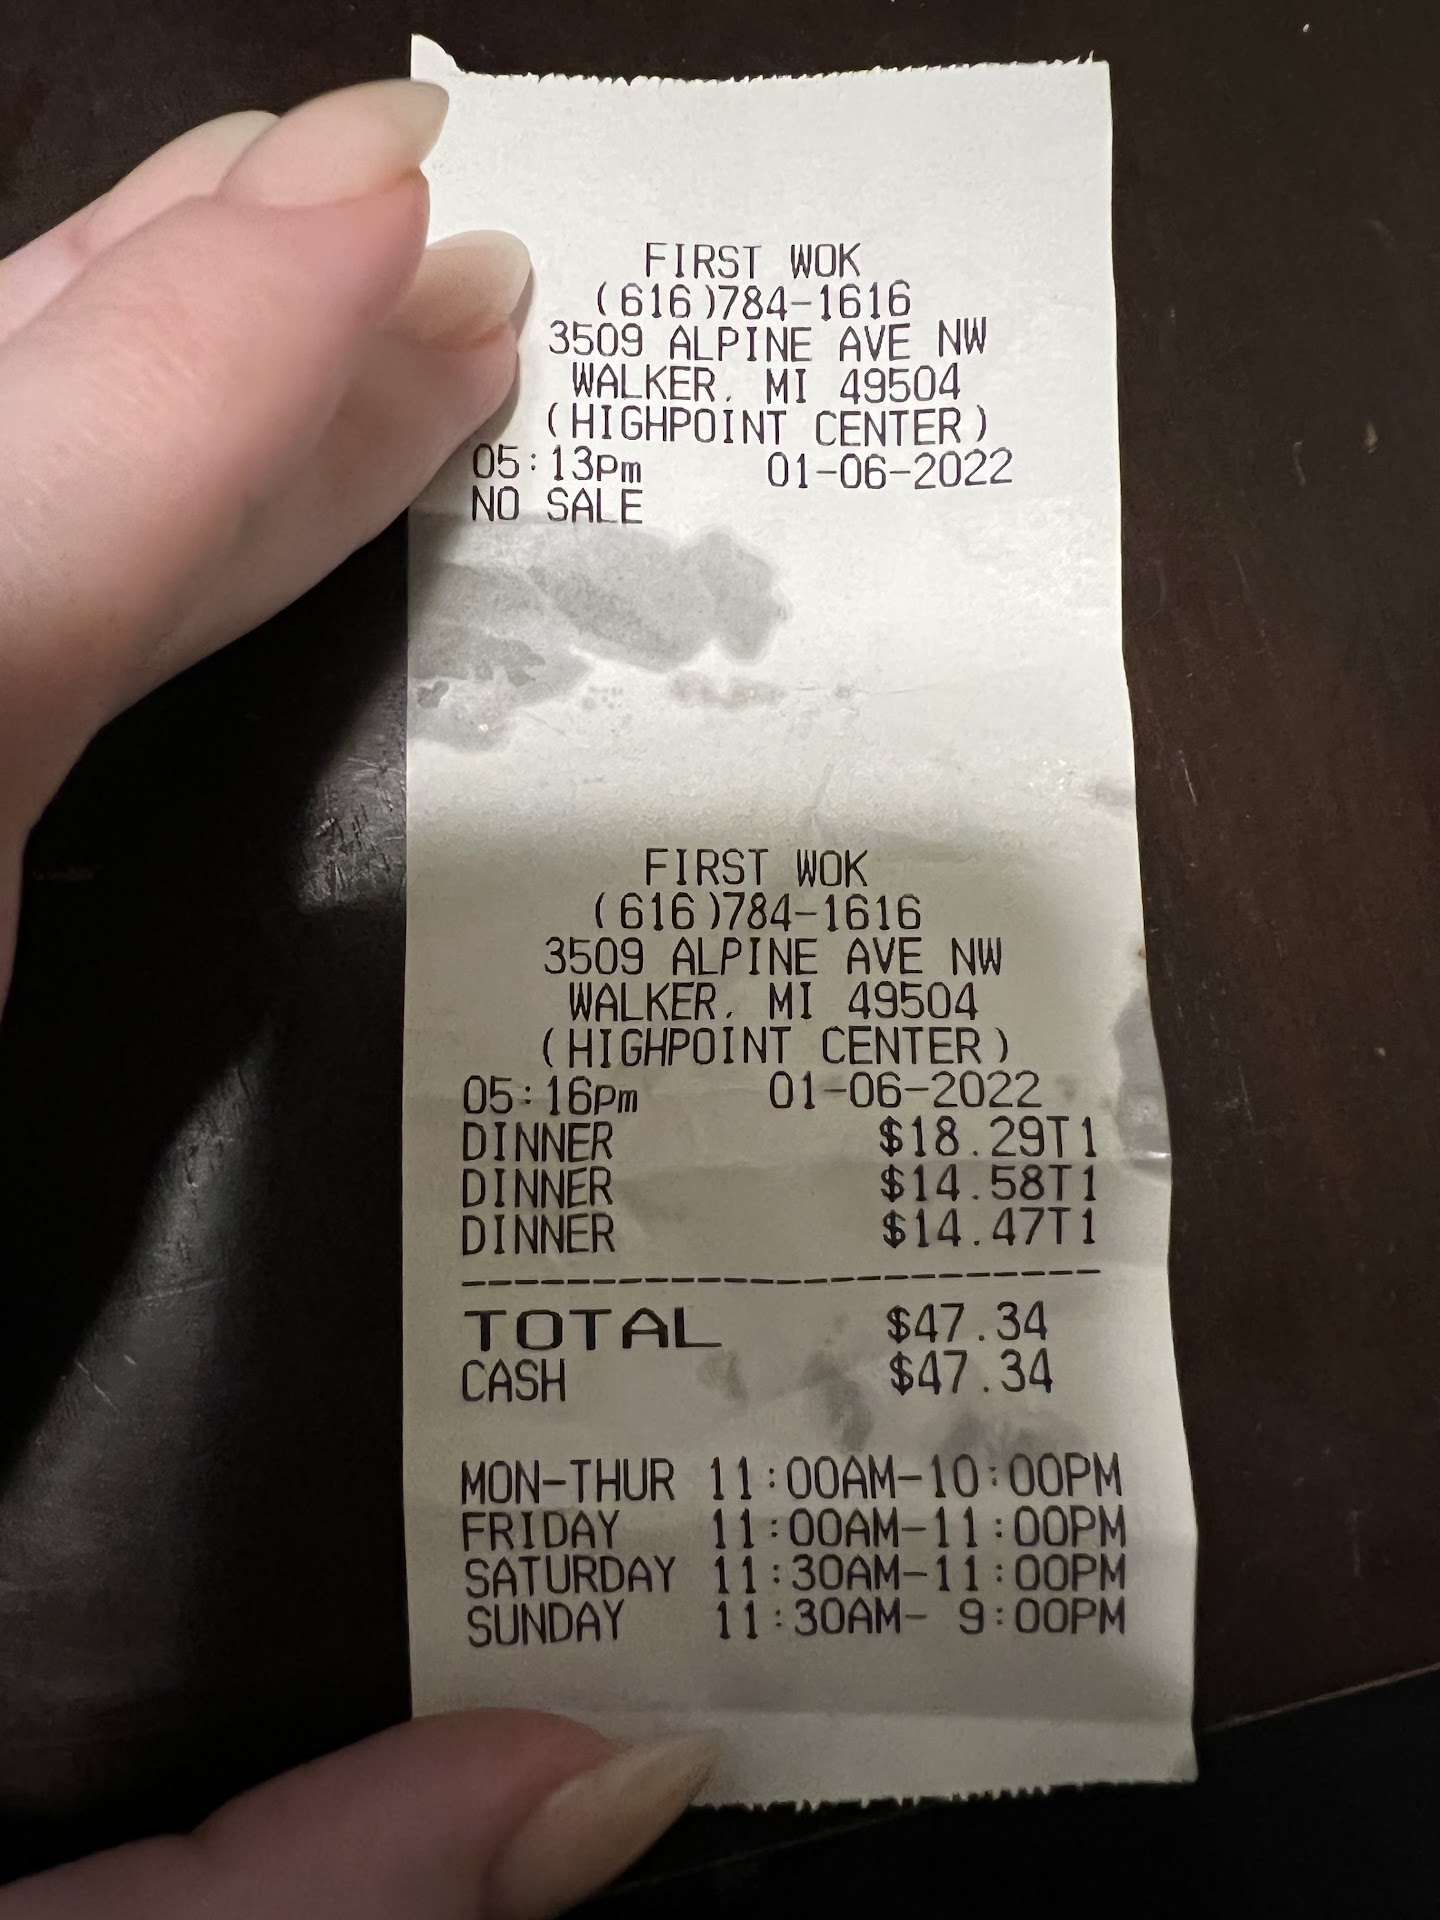 FIRST WOK
(616)784-1616
3509 ALPINE AVE NW
WALKER, MI 49504
(HIGHPOINT CENTER)
05:13pm 01-06-2022
NO SALE
FIRST WOK
(616)784-1616
3509 ALPINE AVE NW
WALKER, MI 49504
(HIGHPOINT CENTER)
05:16pm 01-06-2022
DINNER $18.29T1
DINNER $14.58T1
DINNER $14.47T1
------------------------
TOTAL $47.34
CASH $47.34
MON-THUR 11:00AM-10:00PM
FRIDAY 11:00AM-11:00PM
SATURDAY 11:30AM-11:00PM
SUNDAY 11:30AM- 9:00PM